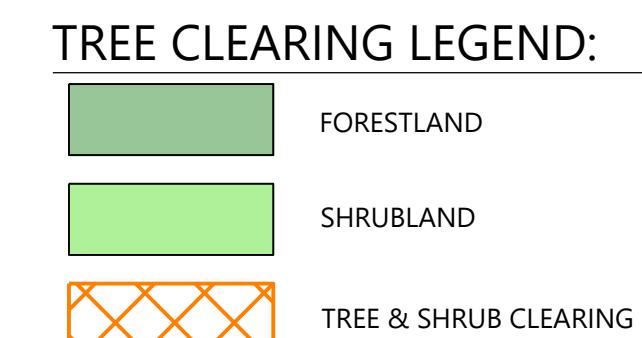 TREE CLEARING LEGEND:
FORESTLAND
SHRUBLAND
TREE & SHRUB CLEARING